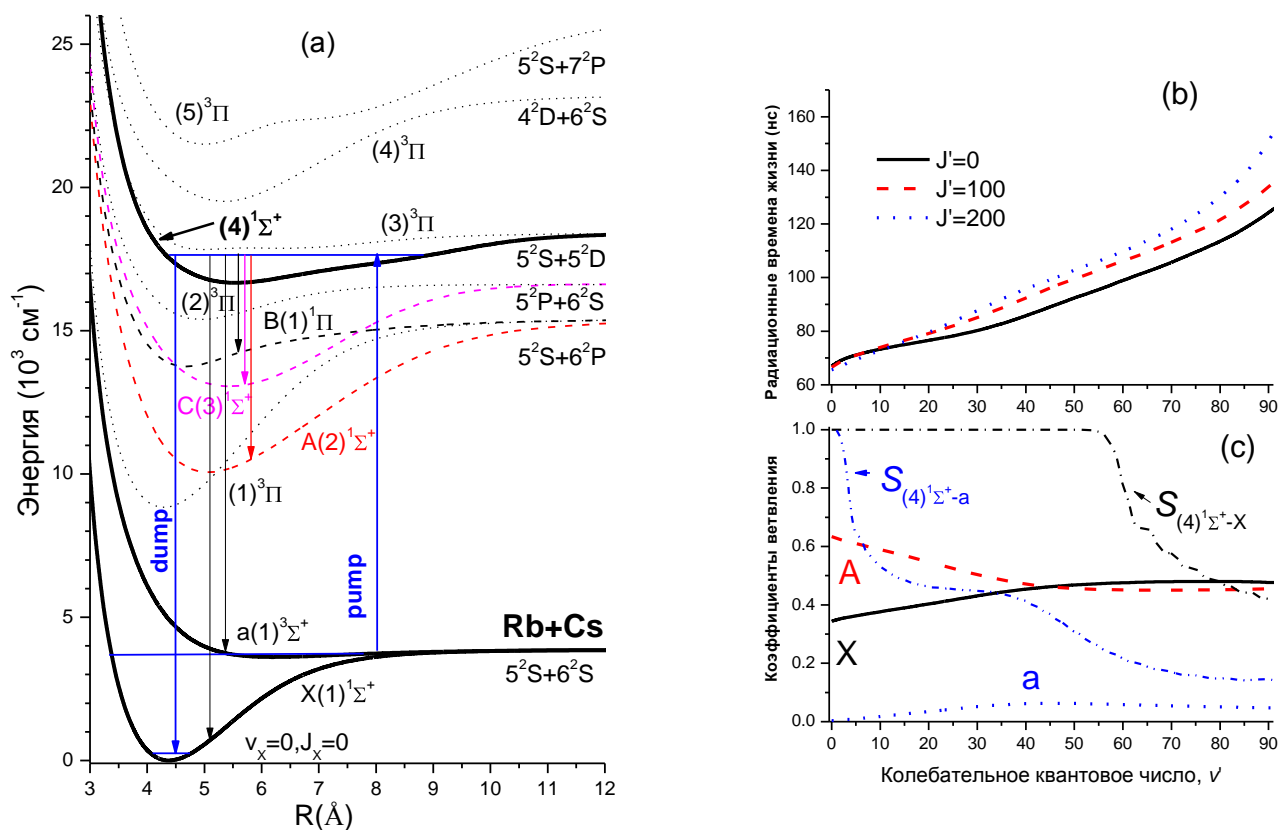 (a)
Энергия (10³ см⁻¹)
25
20
15
10
5
0
5²S+7²P
(5)³Π
4²D+6²S
(4)³Π
(4)¹Σ⁺
(3)³Π
5²S+5²D
(2)³Π
5²P+6²S
B(1)¹Π
5²S+6²P
C(3)¹Σ⁺
A(2)¹Σ⁺
(1)³Π
dump
pump
a(1)³Σ⁺
Rb+Cs
5²S+6²S
X(1)¹Σ⁺
v_X=0,J_X=0
3 4 5 6 7 8 9 10 11 12
R(Å)
(b)
Радиационные времена жизни (нс)
160
140
120
100
80
60
J'=0
J'=100
J'=200
0 10 20 30 40 50 60 70 80 90
(c)
Коэффициенты ветвления
1.0
0.8
0.6
0.4
0.2
0.0
S(4)¹Σ⁺-a
S(4)¹Σ⁺-X
A
X
a
0 10 20 30 40 50 60 70 80 90
Колебательное квантовое число, v'